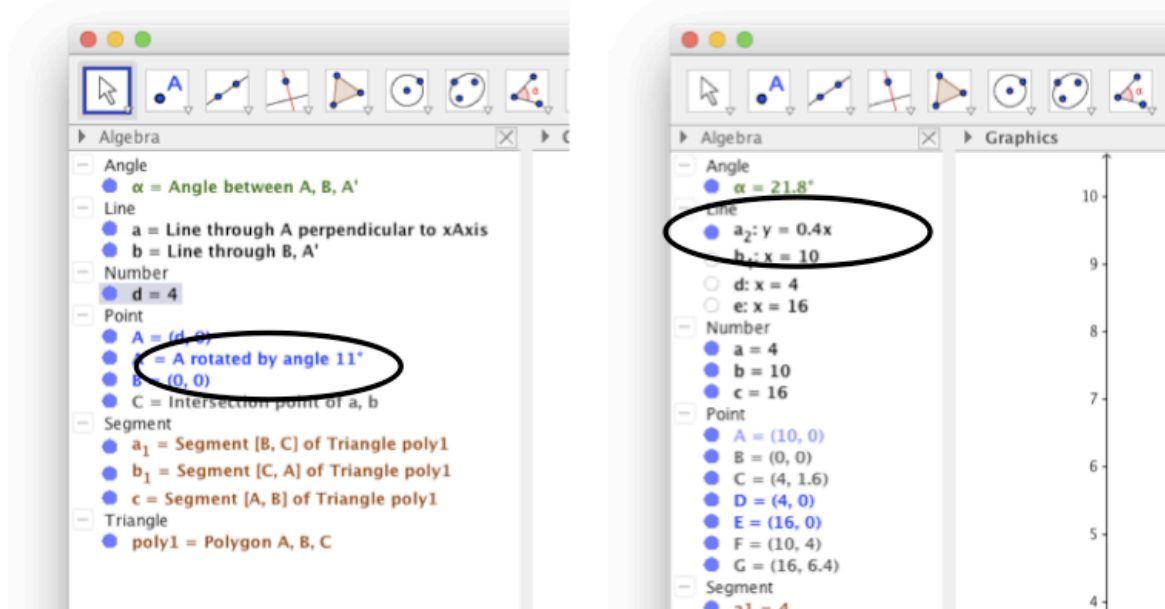 A
α
Algebra
Angle
α = Angle between A, B, A'
Line
a = Line through A perpendicular to xAxis
b = Line through B, A'
Number
d = 4
Point
A = (d, 0)
A' = A rotated by angle 11°
B = (0, 0)
C = Intersection point of a, b
Segment
a₁ = Segment [B, C] of Triangle poly1
b₁ = Segment [C, A] of Triangle poly1
c = Segment [A, B] of Triangle poly1
Triangle
poly1 = Polygon A, B, C
A
α
Algebra
Graphics
Angle
α = 21.8°
Line
a₂: y = 0.4x
b₁: x = 10
d: x = 4
e: x = 16
Number
a = 4
b = 10
c = 16
Point
A = (10, 0)
B = (0, 0)
C = (4, 1.6)
D = (4, 0)
E = (16, 0)
F = (10, 4)
G = (16, 6.4)
Segment
a1 = 4
10
9
8
7
6
5
4